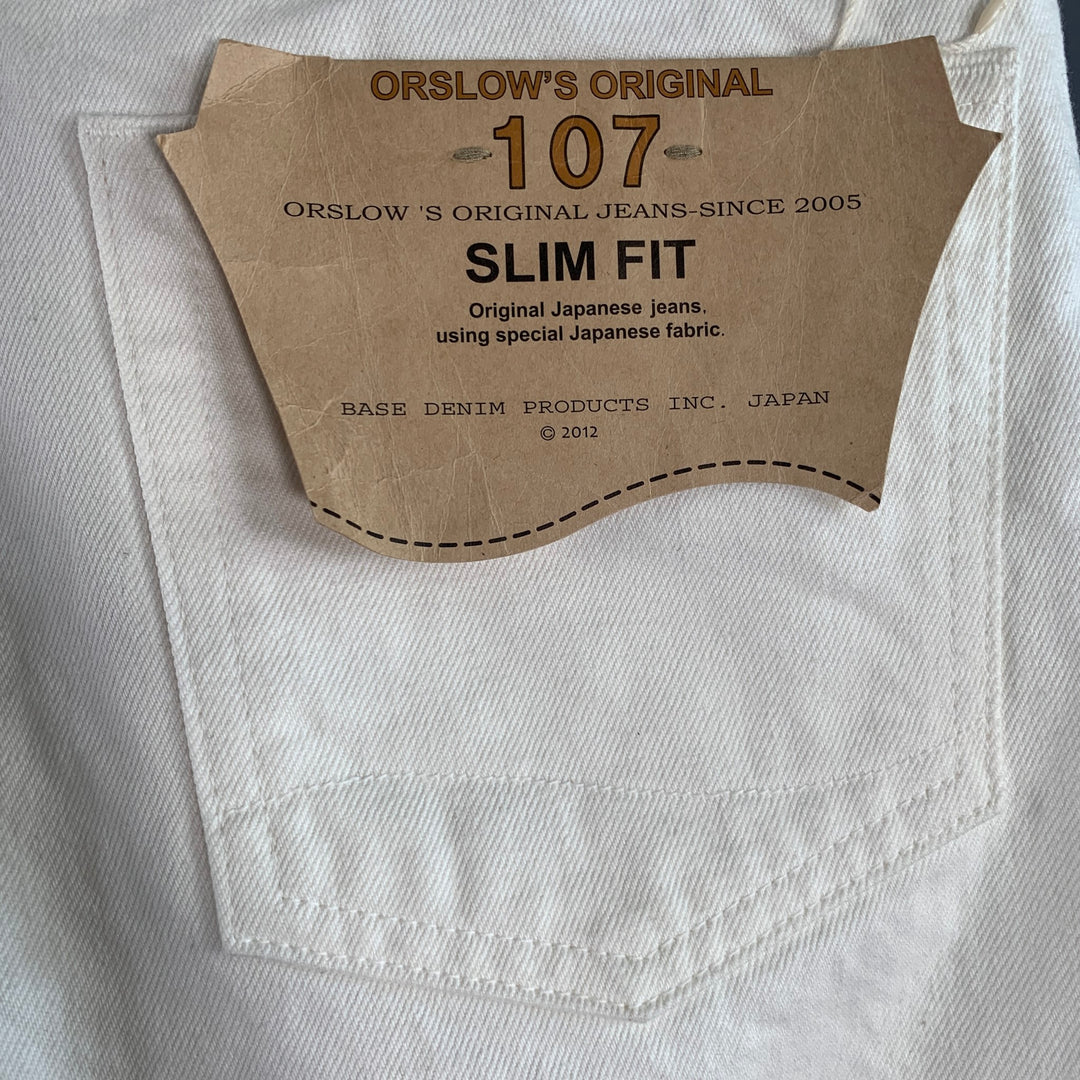 ORSLOW'S ORIGINAL
-107-
ORSLOW 'S ORIGINAL JEANS-SINCE 2005
SLIM FIT
Original Japanese jeans,
using special Japanese fabric.
BASE DENIM PRODUCTS INC. JAPAN
© 2012